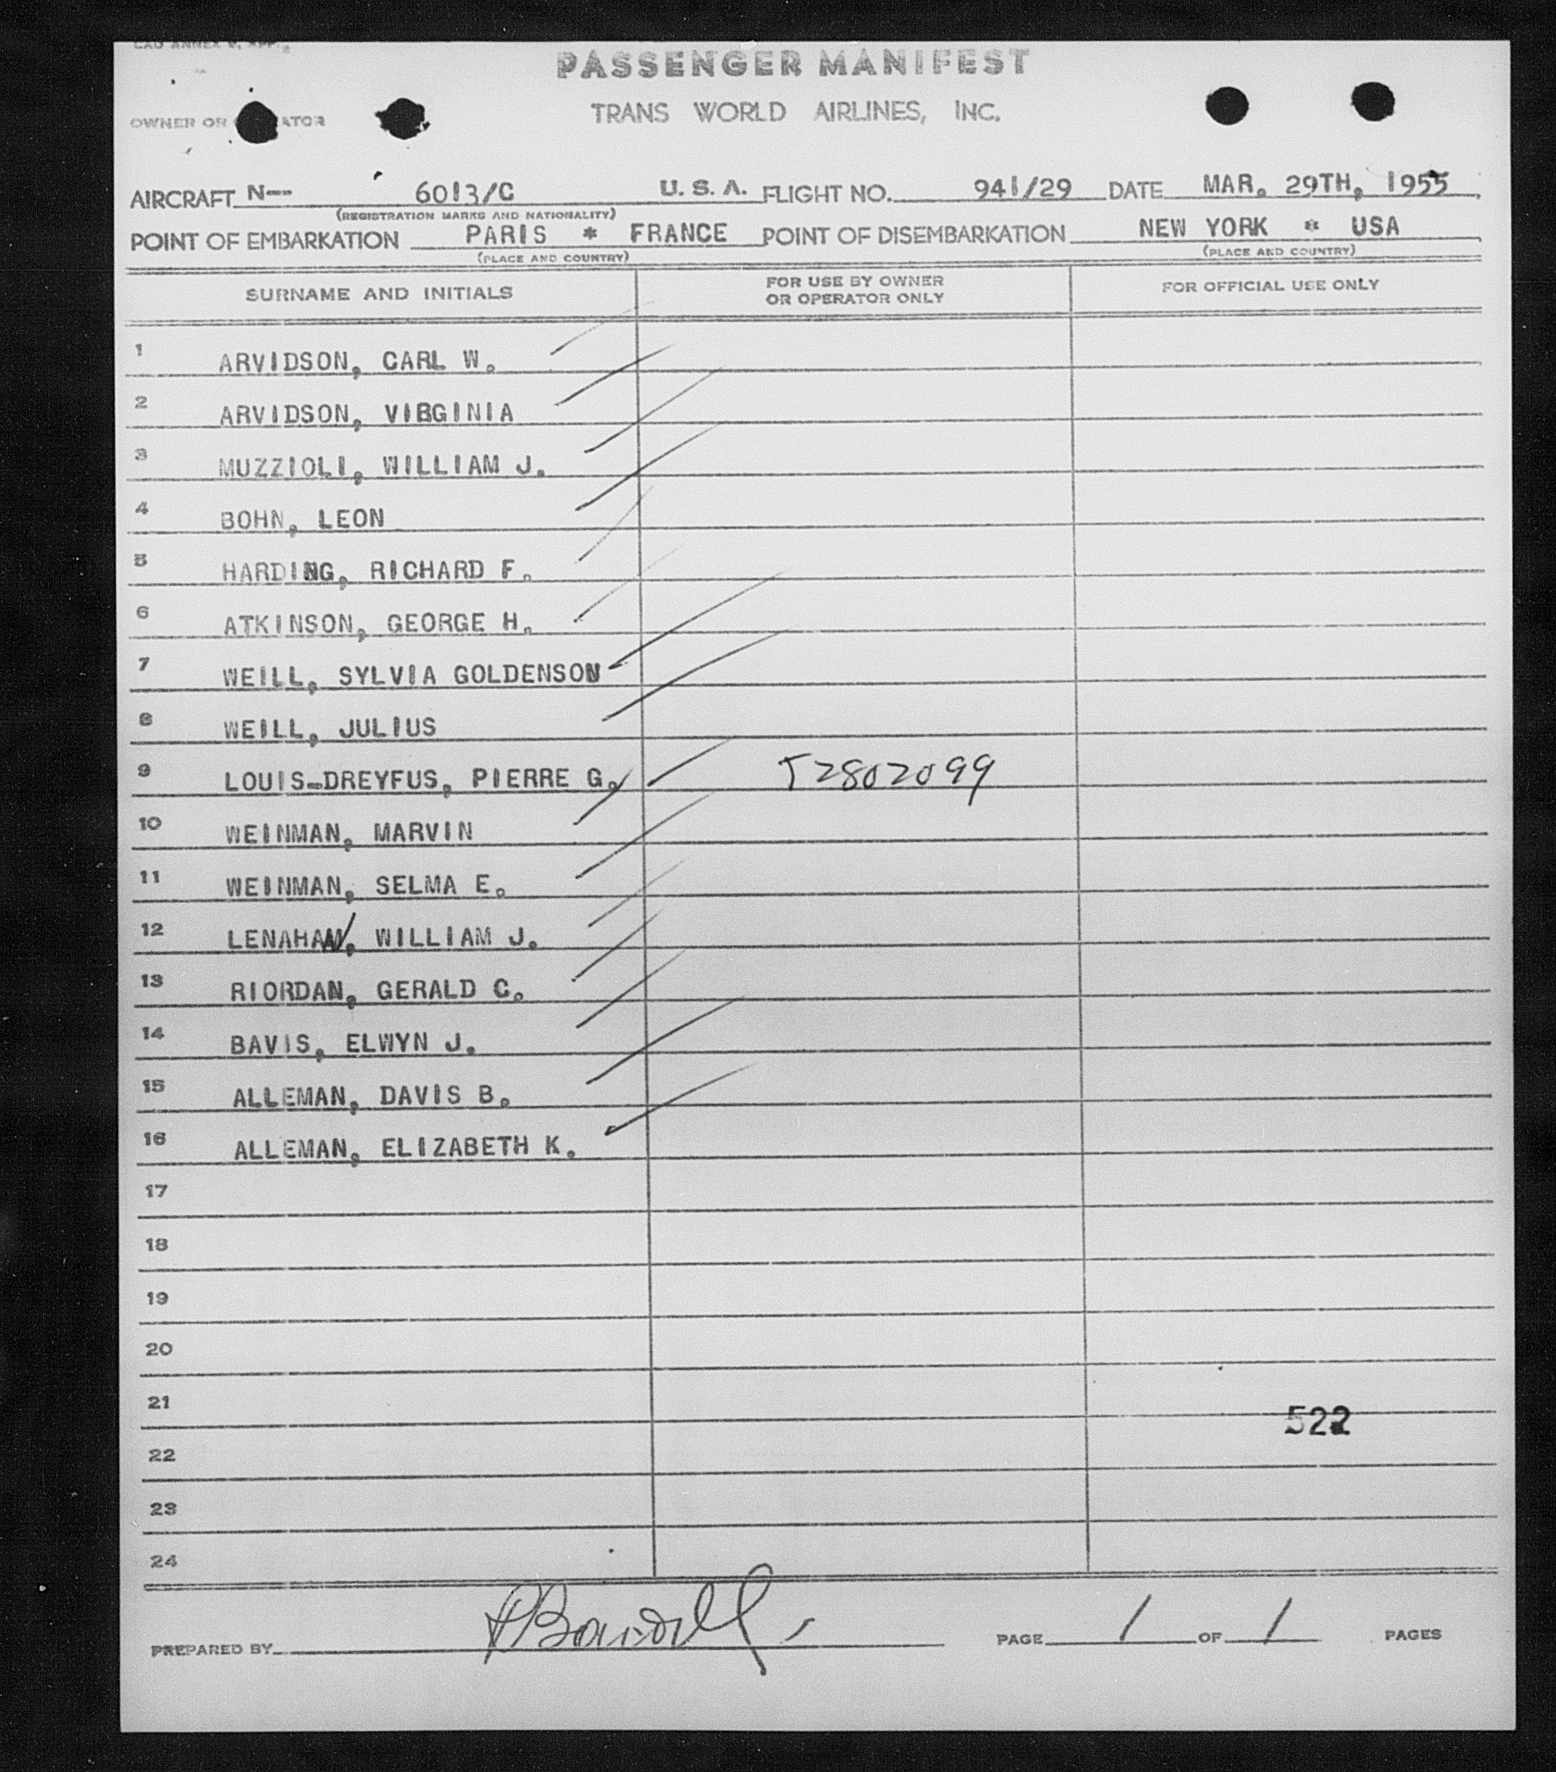 PASSENGER MANIFEST
OWNER OR
TRANS WORLD AIRLINES, INC.
AIRCRAFT N-- 6013/C U. S. A. FLIGHT NO. 941/29 DATE MAR. 29TH, 1955
(REGISTRATION MARKS AND NATIONALITY)
POINT OF EMBARKATION PARIS * FRANCE POINT OF DISEMBARKATION NEW YORK * USA
(PLACE AND COUNTRY) (PLACE AND COUNTRY)
SURNAME AND INITIALS
FOR USE BY OWNER
OR OPERATOR ONLY
FOR OFFICIAL USE ONLY
1 ARVIDSON, CARL W.
2 ARVIDSON, VIRGINIA
3 MUZZIOLI, WILLIAM J.
4 BOHN, LEON
5 HARDING, RICHARD F.
6 ATKINSON, GEORGE H.
7 WEILL, SYLVIA GOLDENSON
8 WEILL, JULIUS
9 LOUIS-DREYFUS, PIERRE G. T2802099
10 WEINMAN, MARVIN
11 WEINMAN, SELMA E.
12 LENAHAN, WILLIAM J.
13 RIORDAN, GERALD C.
14 BAVIS, ELWYN J.
15 ALLEMAN, DAVIS B.
16 ALLEMAN, ELIZABETH K.
17
18
19
20
21
522
22
23
24
PREPARED BY PAGE 1 OF 1 PAGES